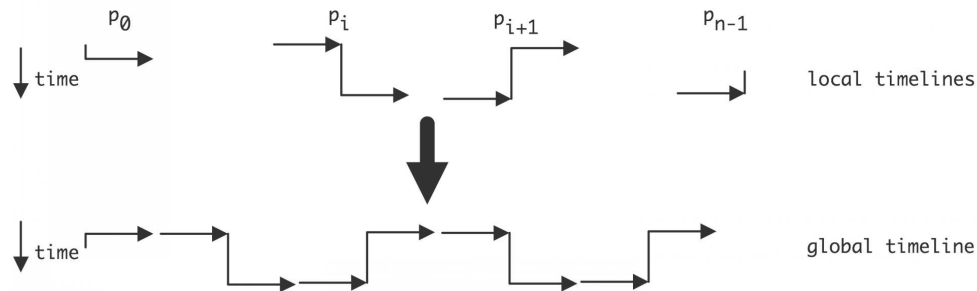 p₀ pᵢ pᵢ₊₁ pₙ₋₁
time local timelines
time global timeline